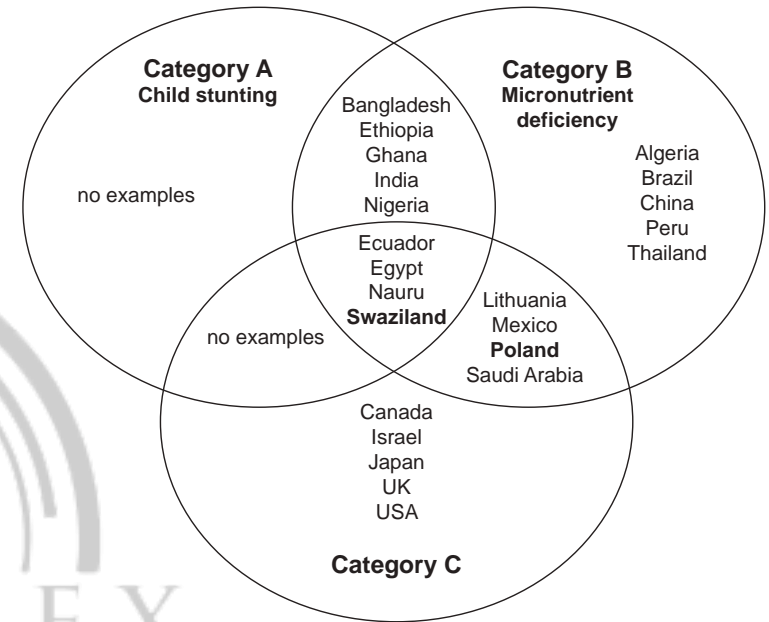 Category A
Child stunting
Category B
Micronutrient
deficiency
no examples
Bangladesh
Ethiopia
Ghana
India
Nigeria
Algeria
Brazil
China
Peru
Thailand
Ecuador
Egypt
Nauru
Swaziland
no examples
Lithuania
Mexico
Poland
Saudi Arabia
Canada
Israel
Japan
UK
USA
Category C